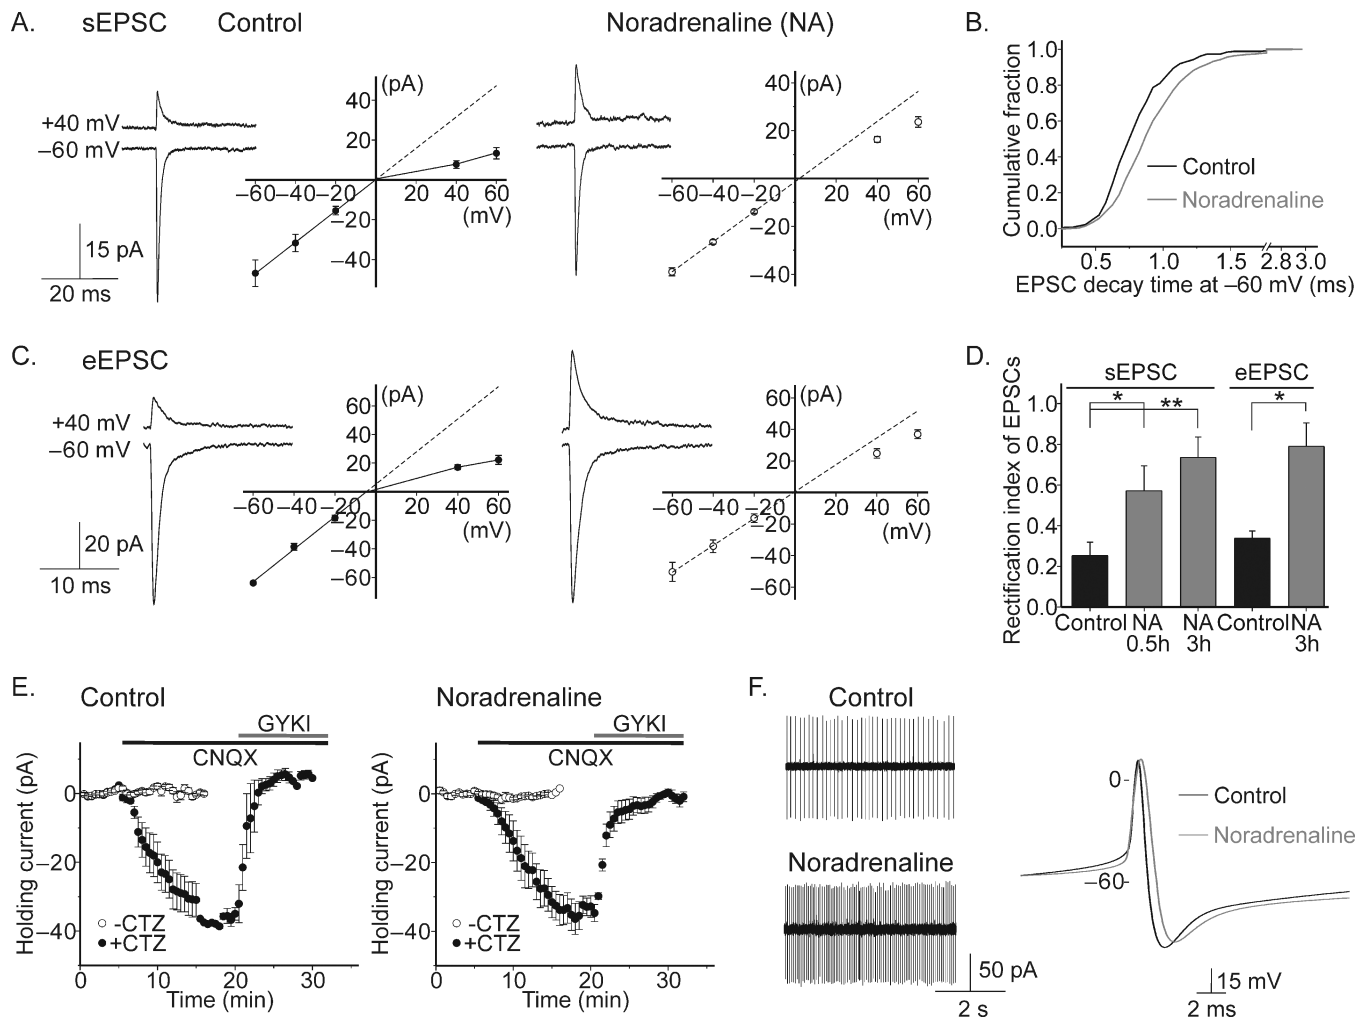 A. sEPSC Control Noradrenaline (NA)
+40 mV
–60 mV
15 pA
20 ms
(pA)
40
20
–60 –40 –20 20 40 60
(mV)
–20
–40
(pA)
40
20
–60 –40 –20 20 40 60
(mV)
–20
–40
B.
Cumulative fraction
1.0
0.8
0.6
0.4
0.2
0.0
Control
Noradrenaline
0.5 1.0 1.5 2.8 3.0
EPSC decay time at –60 mV (ms)
C. eEPSC
+40 mV
–60 mV
20 pA
10 ms
(pA)
60
40
20
–60 –40 –20 20 40 60
(mV)
–20
–40
–60
(pA)
60
40
20
–60 –40 –20 20 40 60
(mV)
–20
–40
–60
D.
Rectification index of EPSCs
sEPSC eEPSC
* ** *
1.0
0.8
0.6
0.4
0.2
0.0
Control NA NA Control NA
0.5h 3h 3h
E. Control
GYKI
CNQX
Holding current (pA)
0
–20
–40
-CTZ
+CTZ
0 10 20 30
Time (min)
Noradrenaline
GYKI
CNQX
Holding current (pA)
0
–20
–40
-CTZ
+CTZ
0 10 20 30
Time (min)
F.
Control
Noradrenaline
50 pA
2 s
0
–60
Control
Noradrenaline
15 mV
2 ms